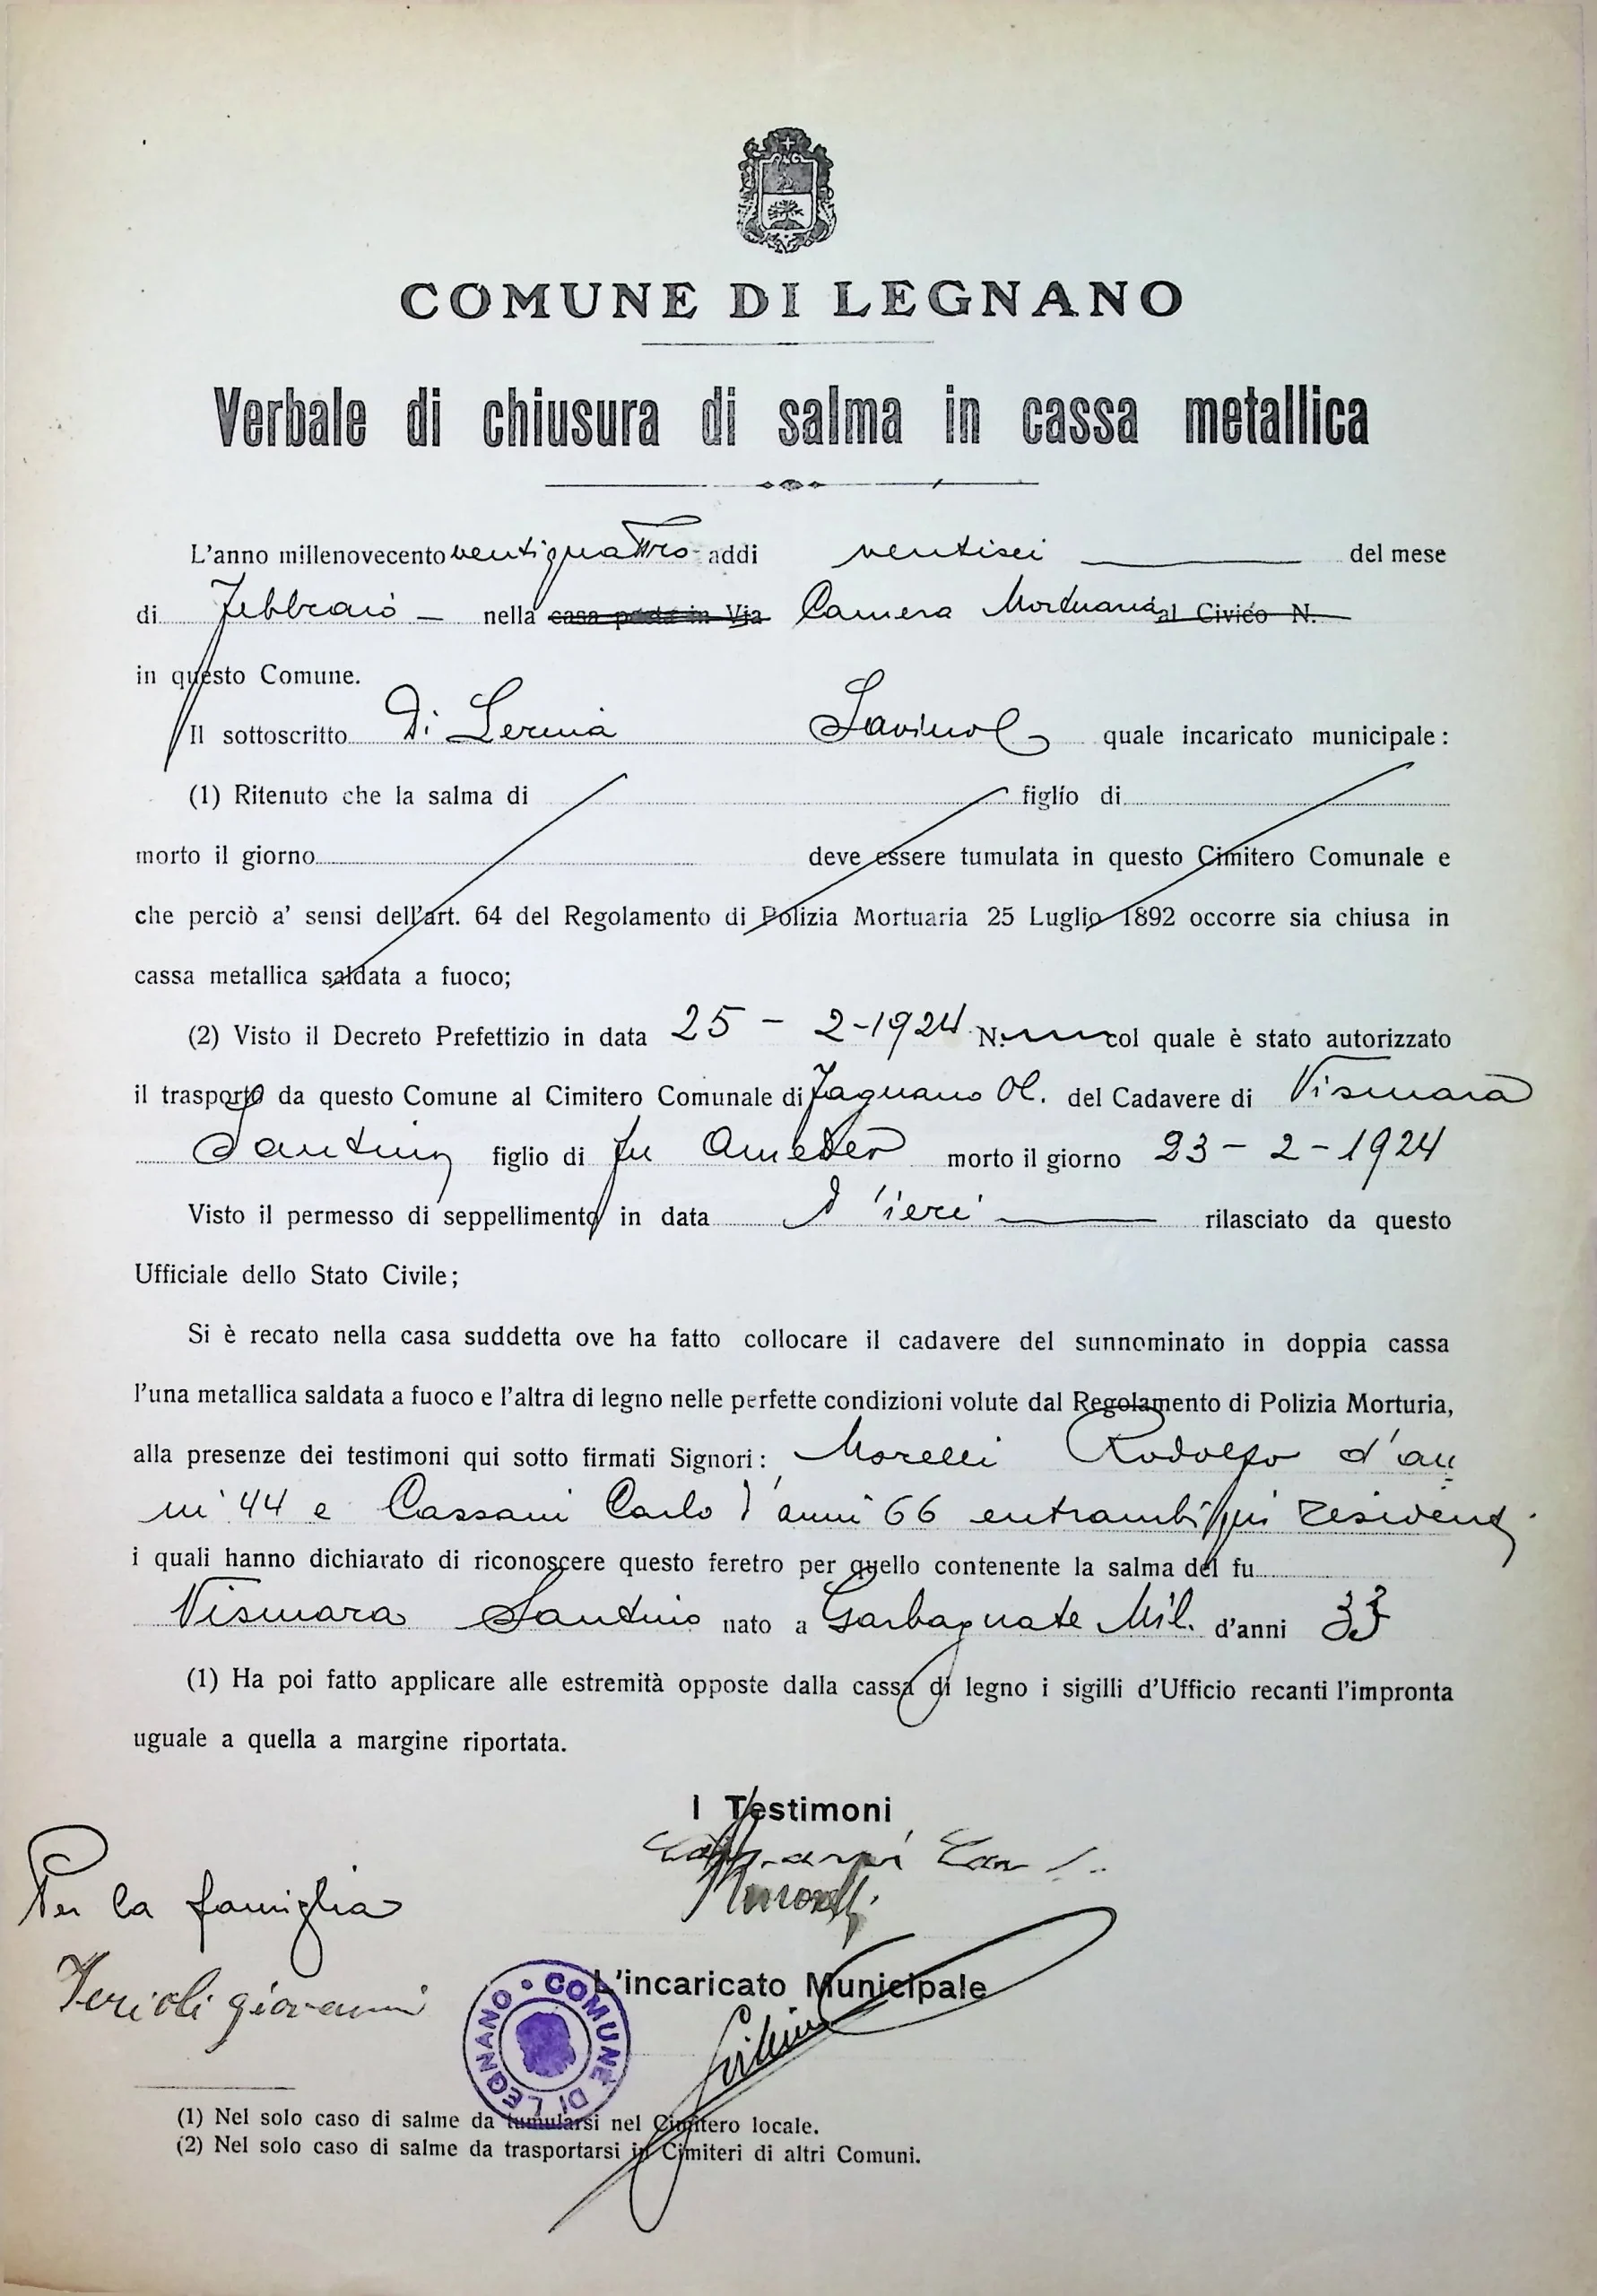 COMUNE DI LEGNANO
Verbale di chiusura di salma in cassa metallica
L'anno millenovecento ventiquattro addi ventisei del mese
di Febbraio nella casa posta in Via Camera Mortuaria al Civico N.
in questo Comune.
Il sottoscritto Di Lernia Savino quale incaricato municipale:
(1) Ritenuto che la salma di figlio di
morto il giorno deve essere tumulata in questo Cimitero Comunale e
che perciò a' sensi dell'art. 64 del Regolamento di Polizia Mortuaria 25 Luglio 1892 occorre sia chiusa in
cassa metallica saldata a fuoco;
(2) Visto il Decreto Prefettizio in data 25 - 2 - 1924 N. col quale è stato autorizzato
il trasporto da questo Comune al Cimitero Comunale di Fagnano Ol. del Cadavere di Vismara
Santino figlio di fu Amedeo morto il giorno 23 - 2 - 1924
Visto il permesso di seppellimento in data d'ieri rilasciato da questo
Ufficiale dello Stato Civile;
Si è recato nella casa suddetta ove ha fatto collocare il cadavere del sunnominato in doppia cassa
l'una metallica saldata a fuoco e l'altra di legno nelle perfette condizioni volute dal Regolamento di Polizia Morturia,
alla presenze dei testimoni qui sotto firmati Signori: Morelli Rodolfo d'an
ni 44 e Cassani Carlo d'anni 66 entrambi qui residenti
i quali hanno dichiarato di riconoscere questo feretro per quello contenente la salma del fu
Vismara Santino nato a Garbagnate Mil. d'anni 33
(1) Ha poi fatto applicare alle estremità opposte dalla cassa di legno i sigilli d'Ufficio recanti l'impronta
uguale a quella a margine riportata.
I Testimoni
Per la famiglia
giovanni
L'incaricato Municipale
COMUNE DI LEGNANO
(1) Nel solo caso di salme da tumularsi nel Cimitero locale.
(2) Nel solo caso di salme da trasportarsi in Cimiteri di altri Comuni.